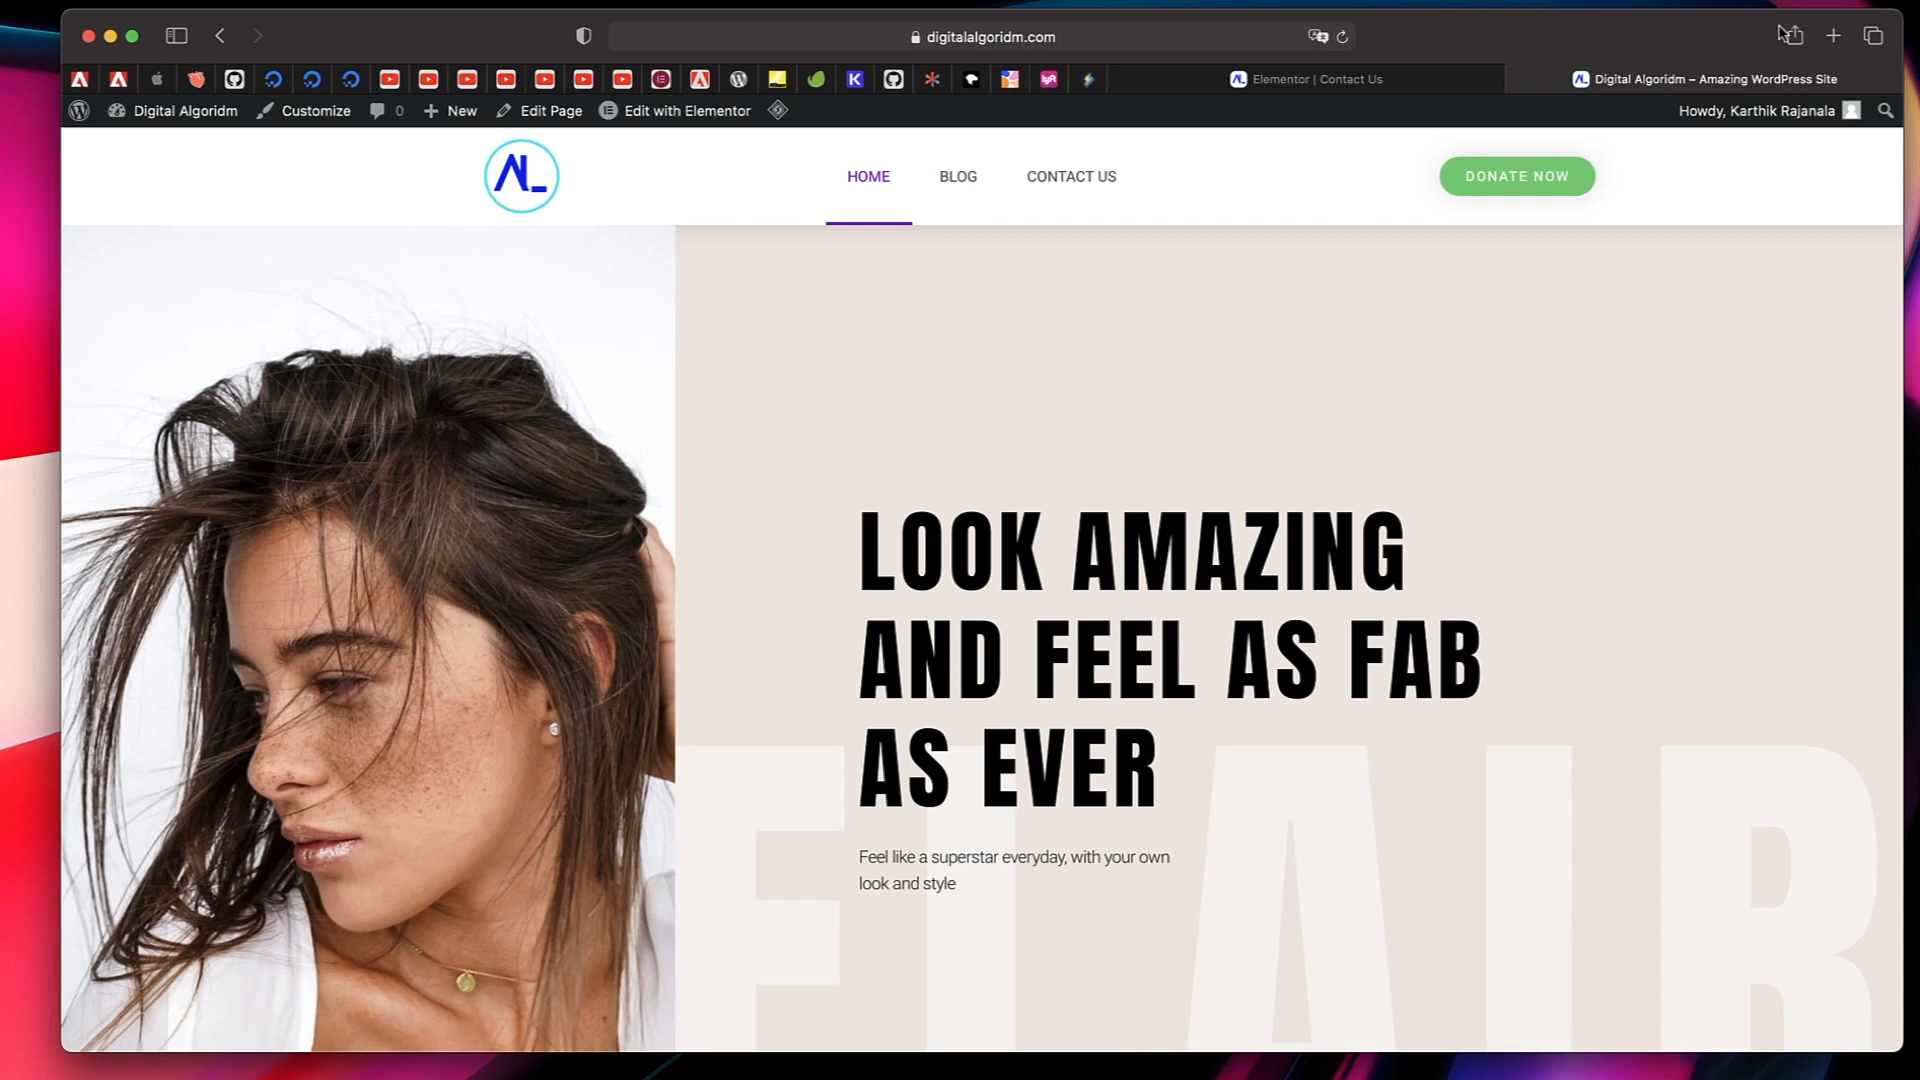 digitalalgoridm.com
Elementor | Contact Us
Digital Algoridm – Amazing WordPress Site
Digital Algoridm
Customize
0
New
Edit Page
Edit with Elementor
Howdy, Karthik Rajanala
HOME
BLOG
CONTACT US
DONATE NOW
LOOK AMAZING
AND FEEL AS FAB
AS EVER
Feel like a superstar everyday, with your own
look and style
FLAIR